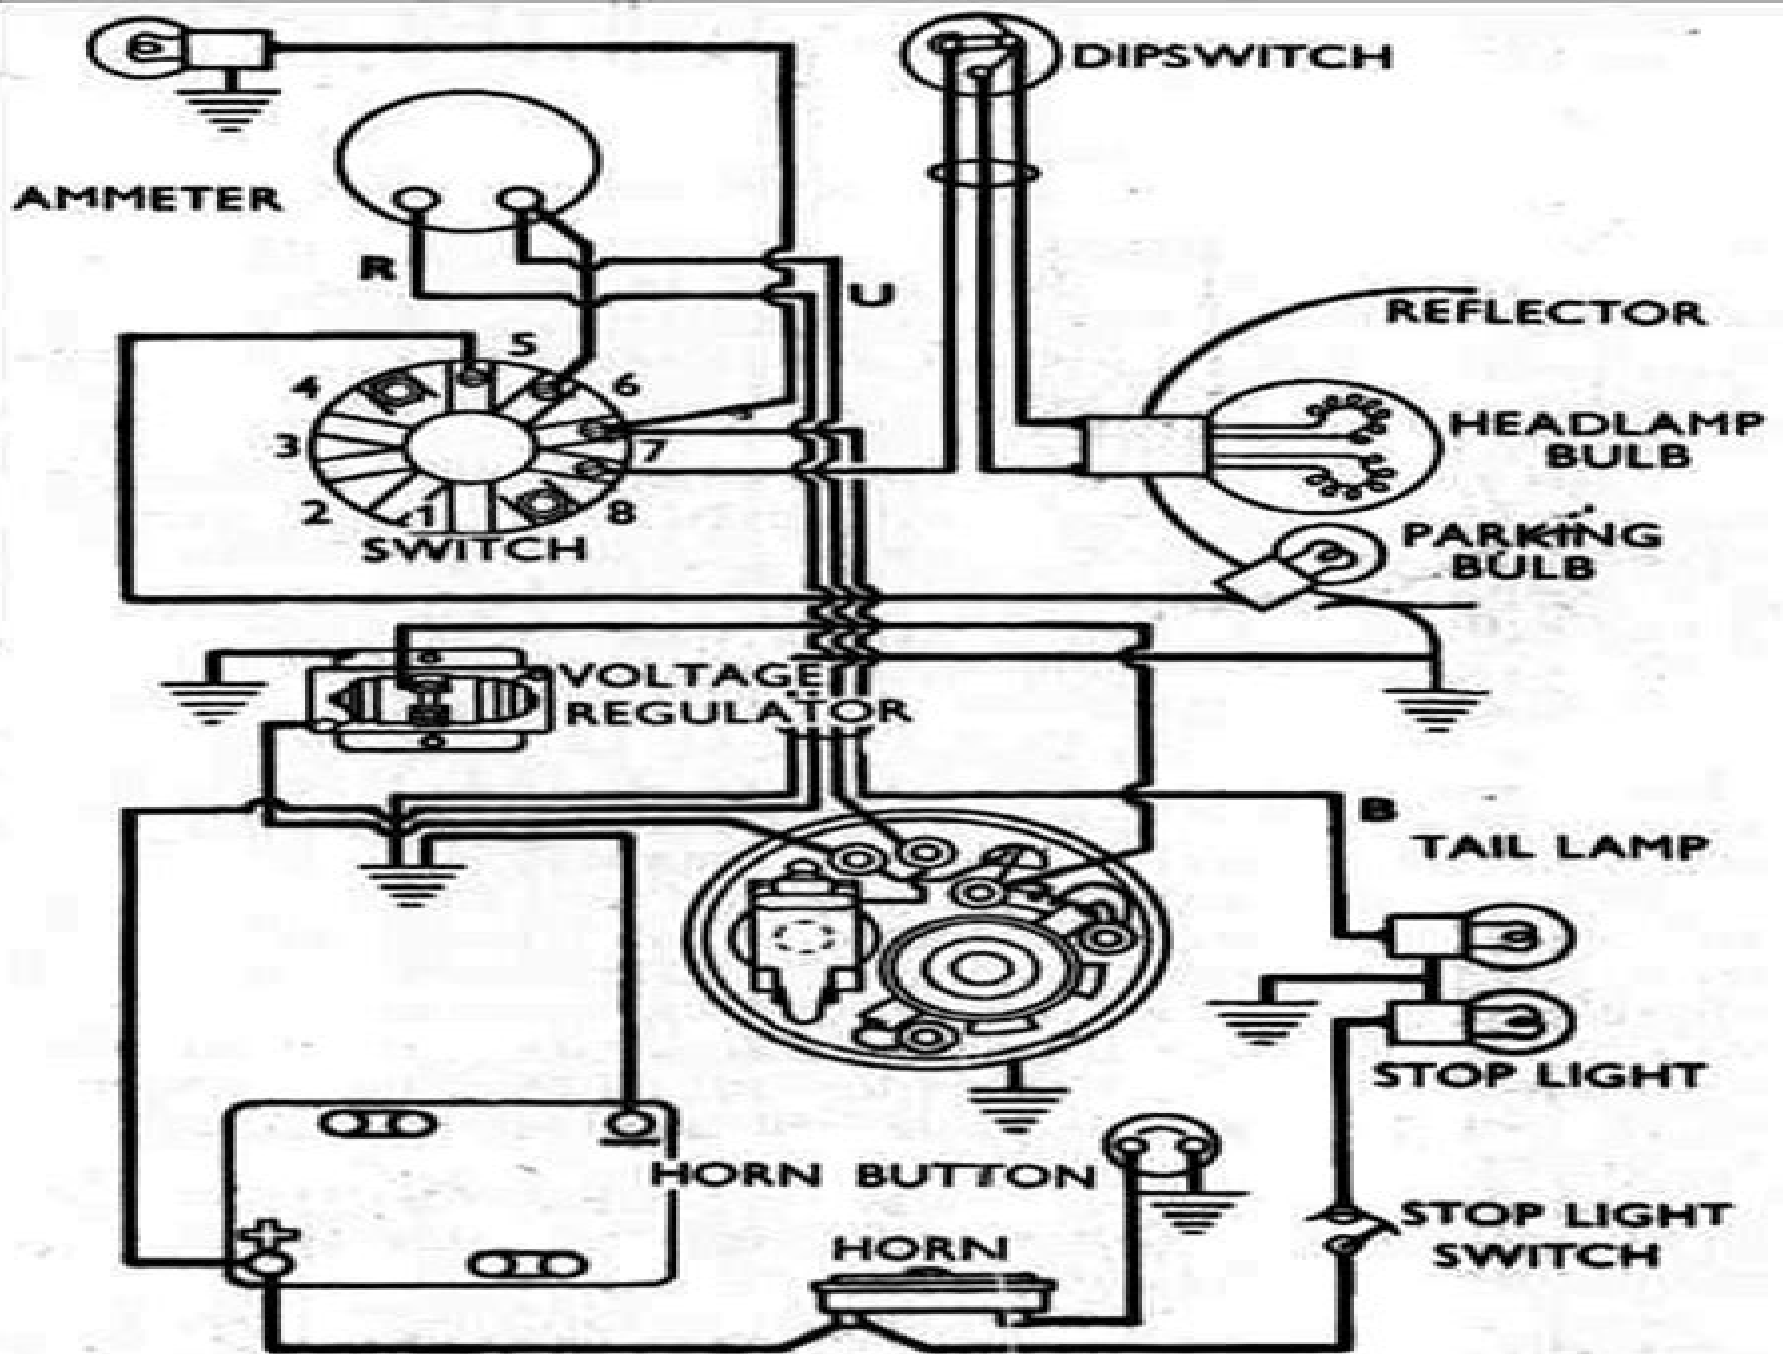 DIPSWITCH
AMMETER
R
U
REFLECTOR
5
4
6
HEADLAMP
BULB
3
7
2
1
8
SWITCH
PARKING
BULB
VOLTAGE
REGULATOR
B
TAIL LAMP
STOP LIGHT
HORN BUTTON
+
HORN
STOP LIGHT
SWITCH